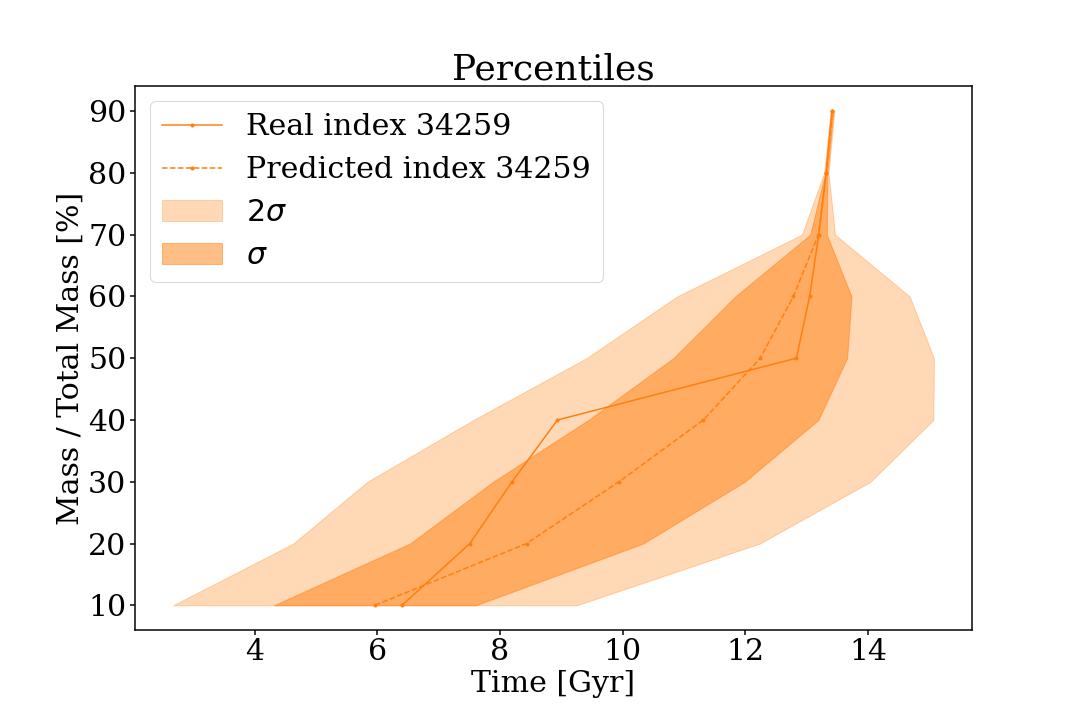 Percentiles
Real index 34259
Predicted index 34259
2σ
σ
Mass / Total Mass [%]
90
80
70
60
50
40
30
20
10
4 6 8 10 12 14
Time [Gyr]